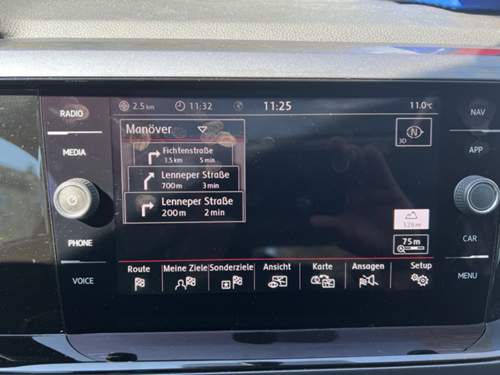 RADIO
MEDIA
PHONE
VOICE
2.5 km 11:32 11:25 11.0°C
Manöver
Fichtenstraße
1.5 km 5 min
Lenneper Straße
700 m 3 min
Lenneper Straße
200 m 2 min
N
3D
75 m
Route Meine Ziele Sonderziele Ansicht Karte Ansagen Setup
NAV
APP
CAR
MENU